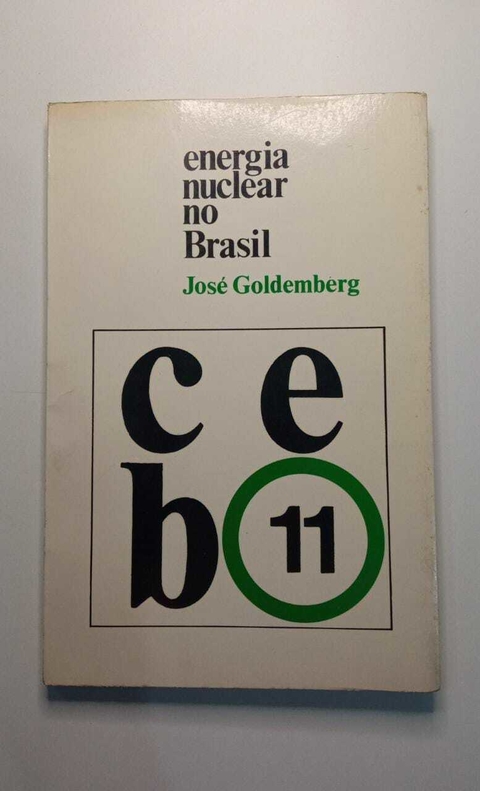 energia
nuclear
no
Brasil
José Goldemberg
c e
b 11